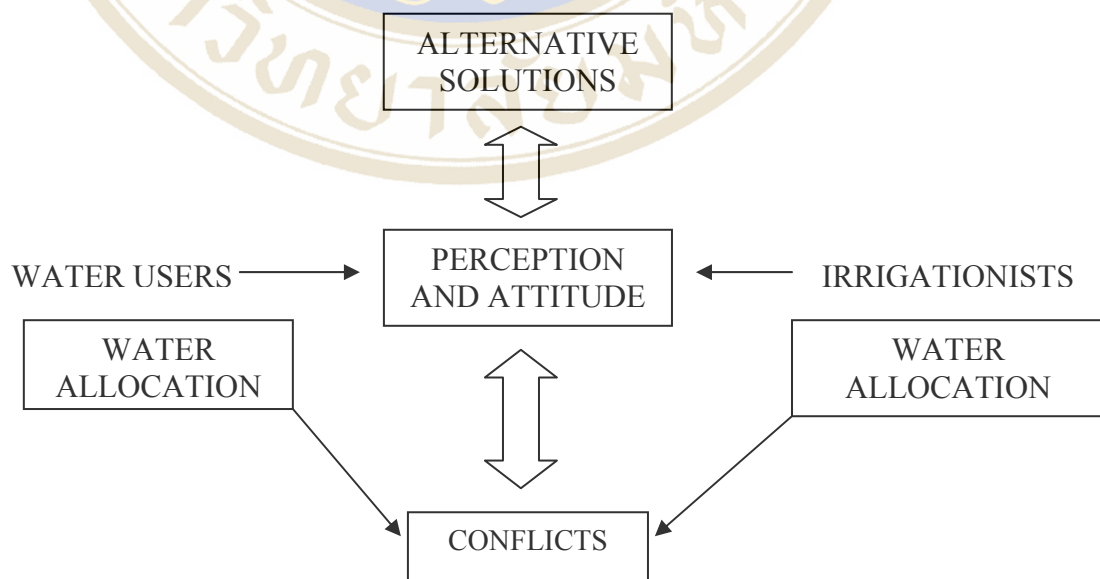 ALTERNATIVE
SOLUTIONS
WATER USERS
PERCEPTION
AND ATTITUDE
IRRIGATIONISTS
WATER
ALLOCATION
WATER
ALLOCATION
CONFLICTS